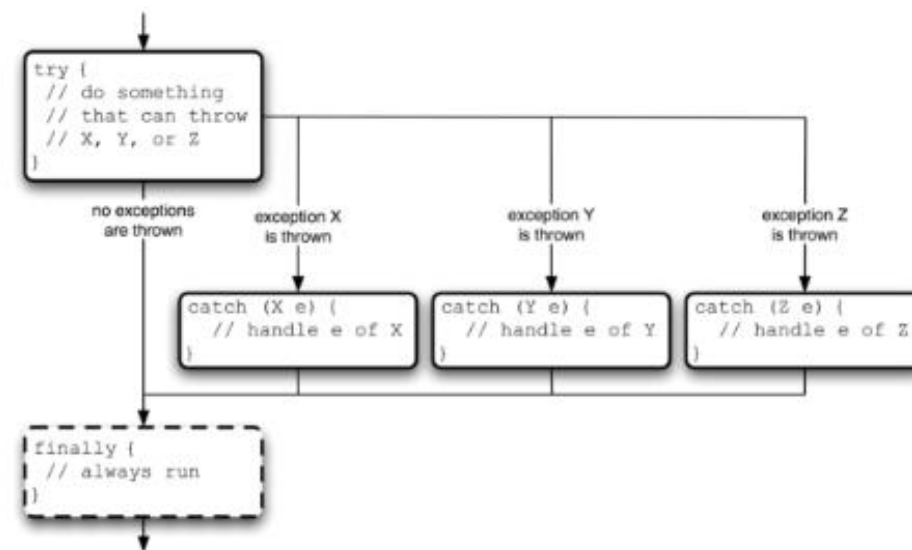 try {
// do something
// that can throw
// X, Y, or Z
}
no exceptions
are thrown
exception X
is thrown
exception Y
is thrown
exception Z
is thrown
catch (X e) {
// handle e of X
}
catch (Y e) {
// handle e of Y
}
catch (Z e) {
// handle e of Z
}
finally {
// always run
}